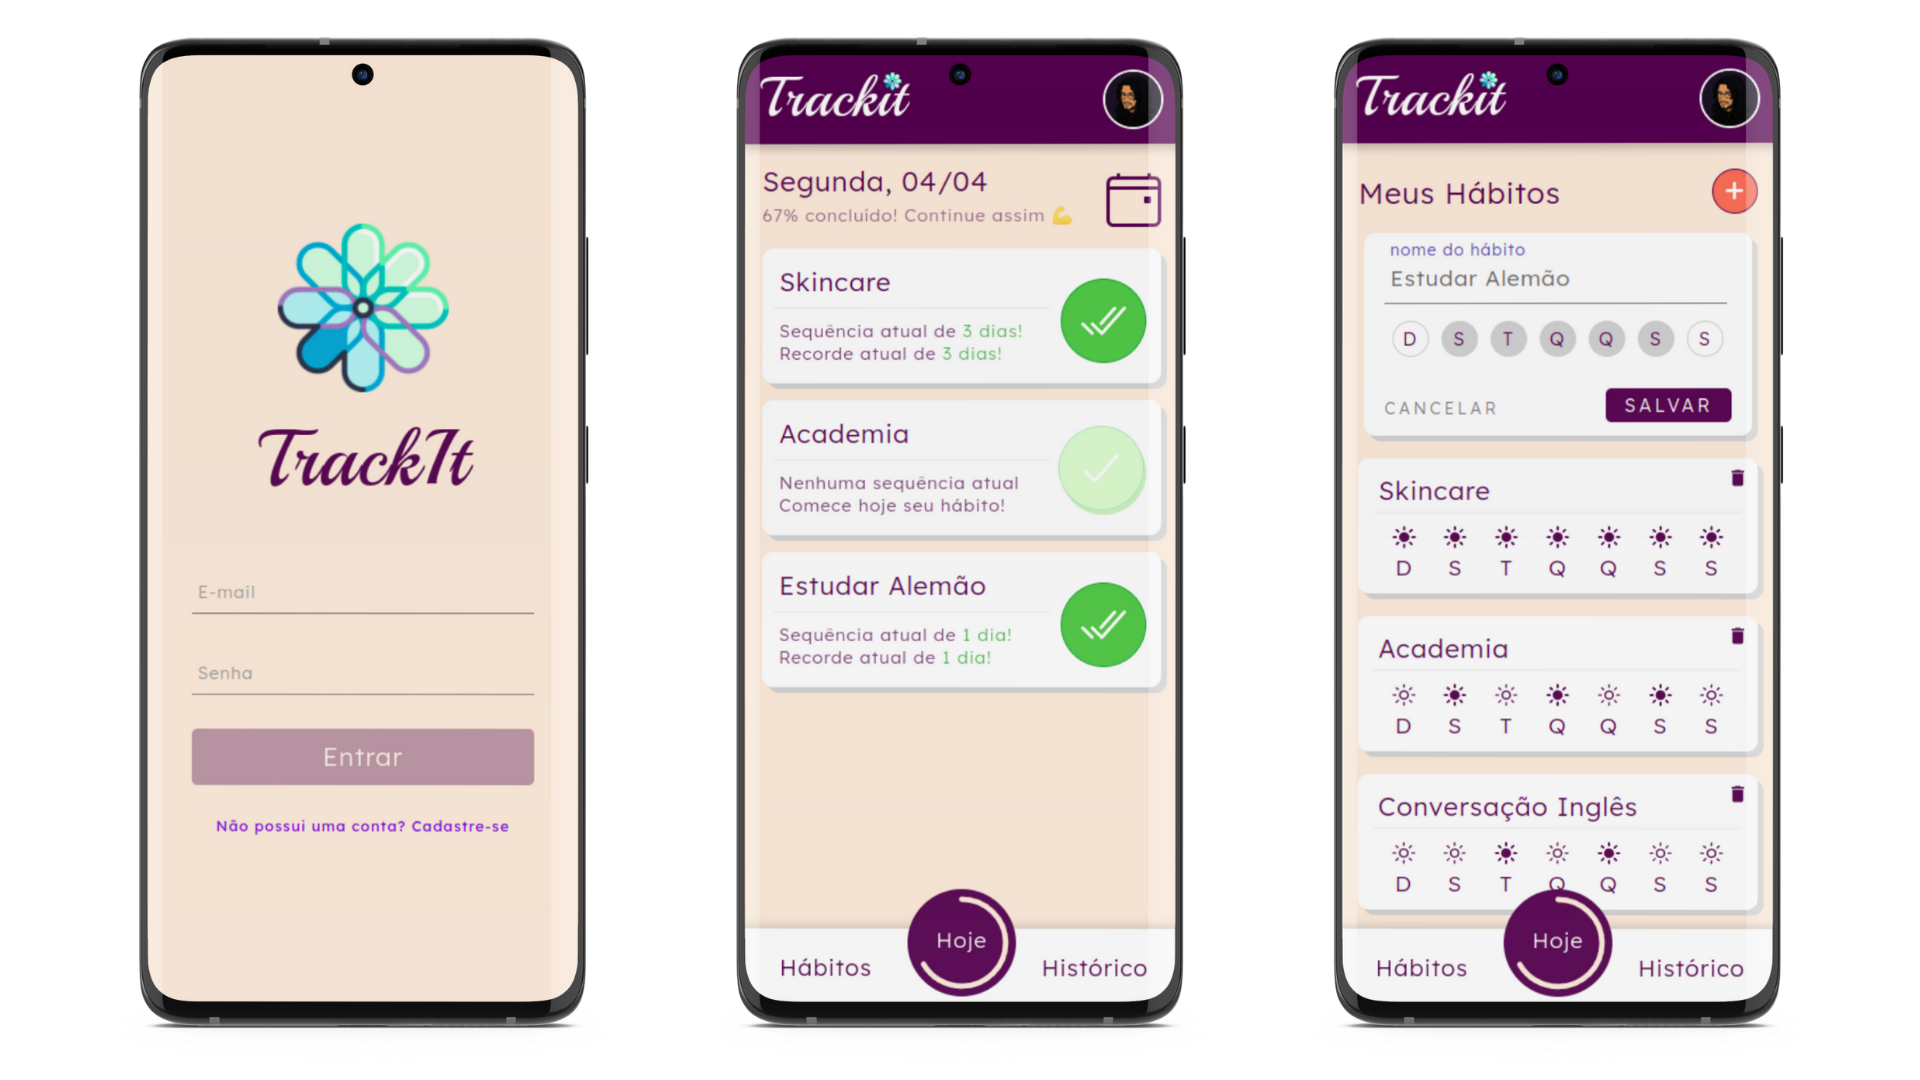 TrackIt
E-mail
Senha
Entrar
Não possui uma conta? Cadastre-se
Trackit
Segunda, 04/04
67% concluído! Continue assim 💪
Skincare
Sequência atual de 3 dias!
Recorde atual de 3 dias!
Academia
Nenhuma sequência atual
Comece hoje seu hábito!
Estudar Alemão
Sequência atual de 1 dia!
Recorde atual de 1 dia!
Hábitos
Hoje
Histórico
Trackit
Meus Hábitos
+
nome do hábito
Estudar Alemão
D S T Q Q S S
CANCELAR
SALVAR
Skincare
D S T Q Q S S
Academia
D S T Q Q S S
Conversação Inglês
D S T Q Q S S
Hábitos
Hoje
Histórico